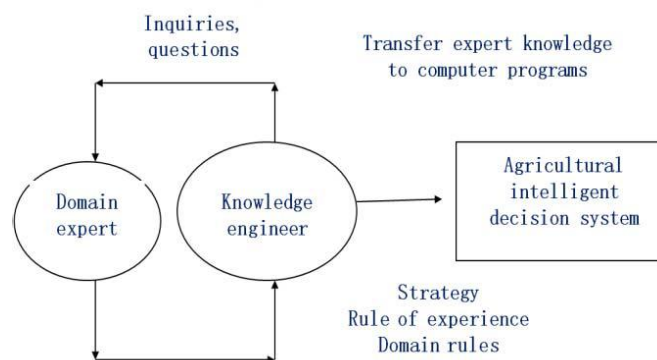 Inquiries,
questions
Transfer expert knowledge
to computer programs
Domain
expert
Knowledge
engineer
Agricultural
intelligent
decision system
Strategy
Rule of experience
Domain rules